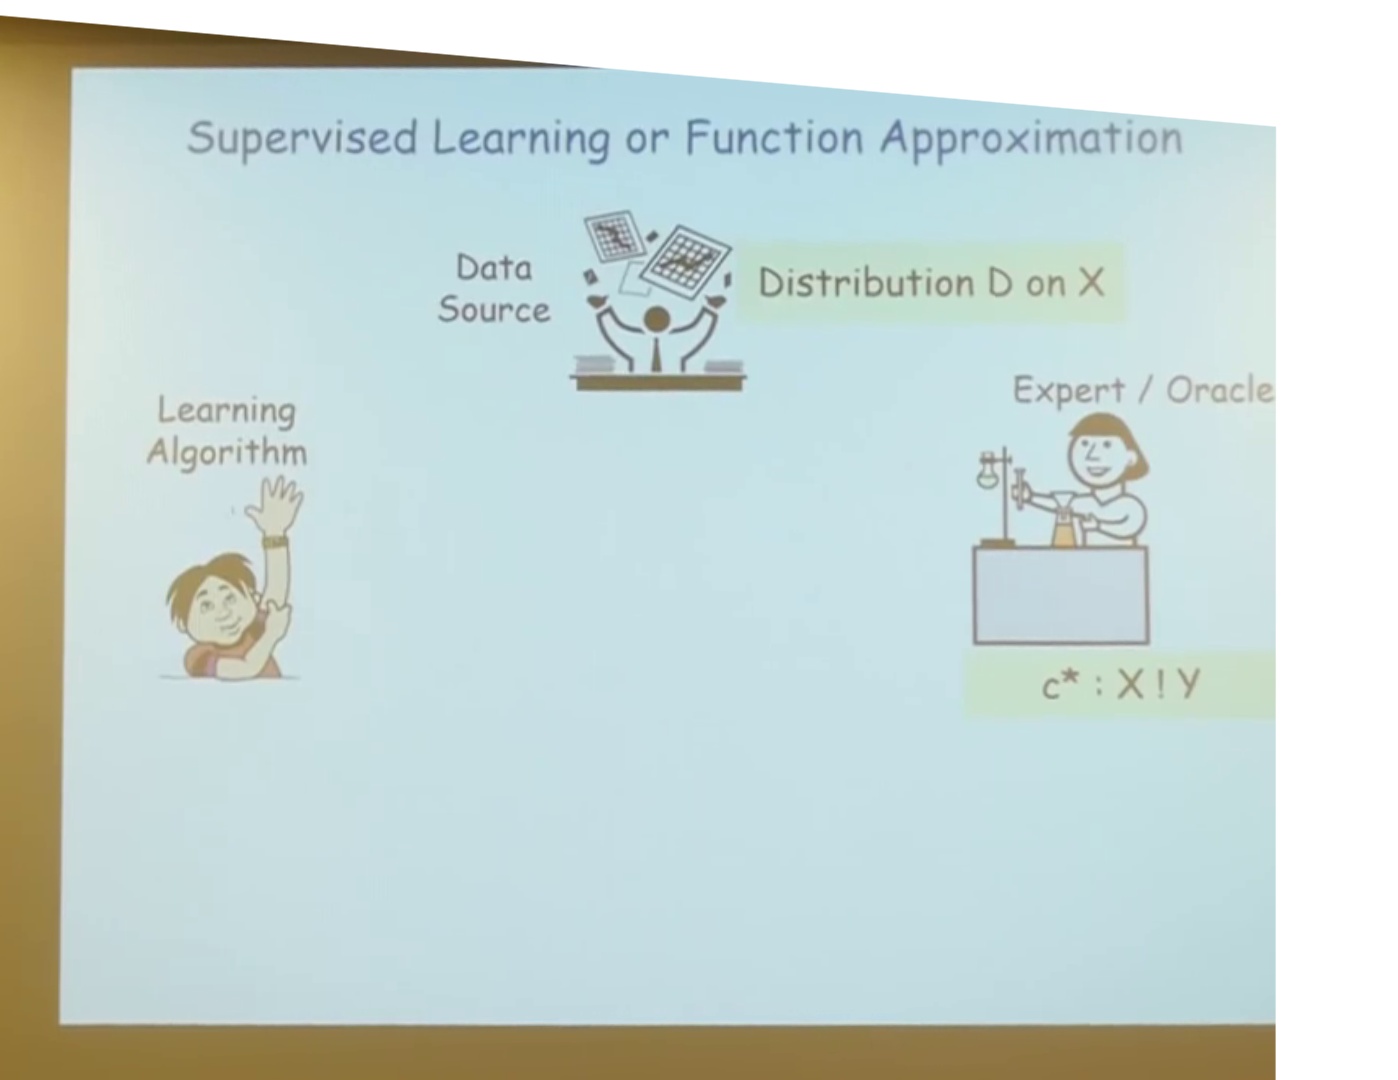 Supervised Learning or Function Approximation
Data
Source
Distribution D on X
Expert / Oracle
Learning
Algorithm
c* : X ! Y